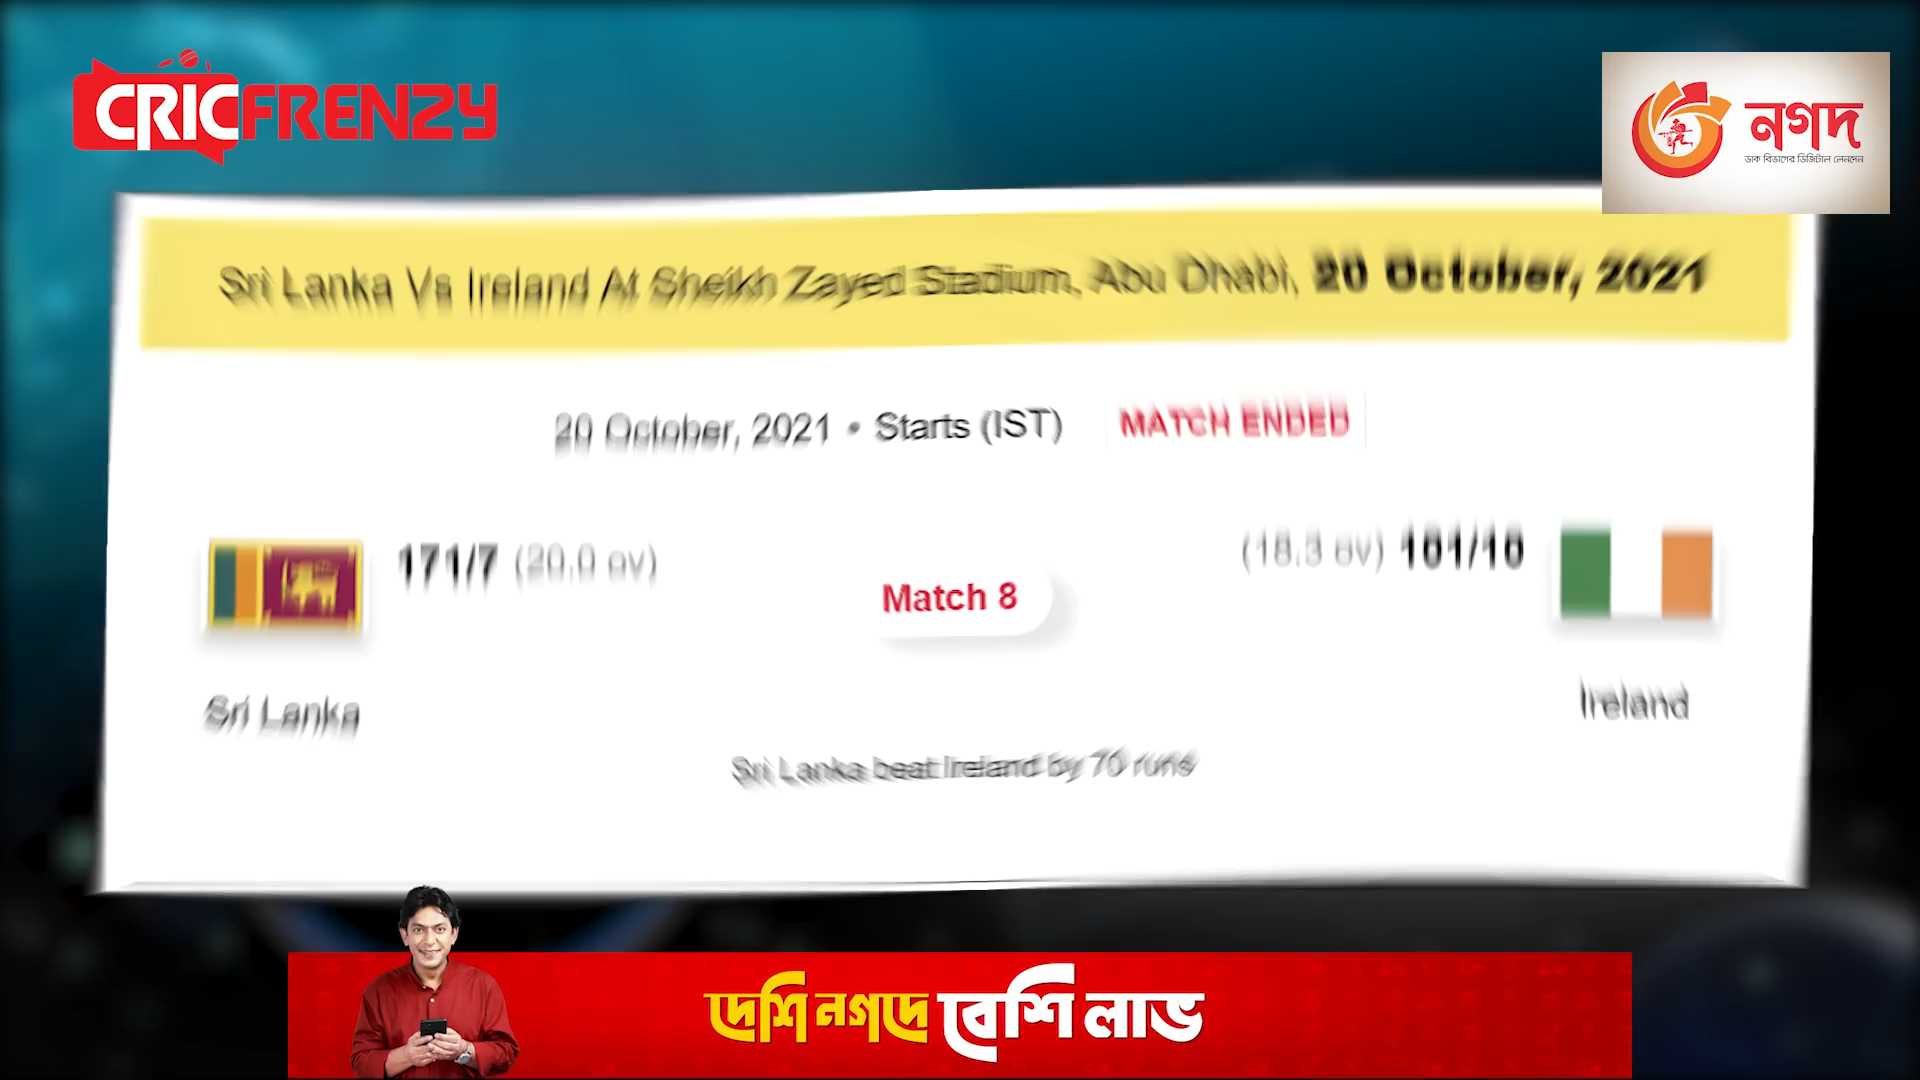 CRICFRENZY
নগদ
ডাক বিভাগের ডিজিটাল লেনদেন
Sri Lanka Vs Ireland At Sheikh Zayed Stadium, Abu Dhabi, 20 October, 2021
20 October, 2021 • Starts (IST) MATCH ENDED
171/7 (20.0 ov)
(18.3 ov) 101/10
Match 8
Sri Lanka
Ireland
Sri Lanka beat Ireland by 70 runs
দেশি নগদে বেশি লাভ